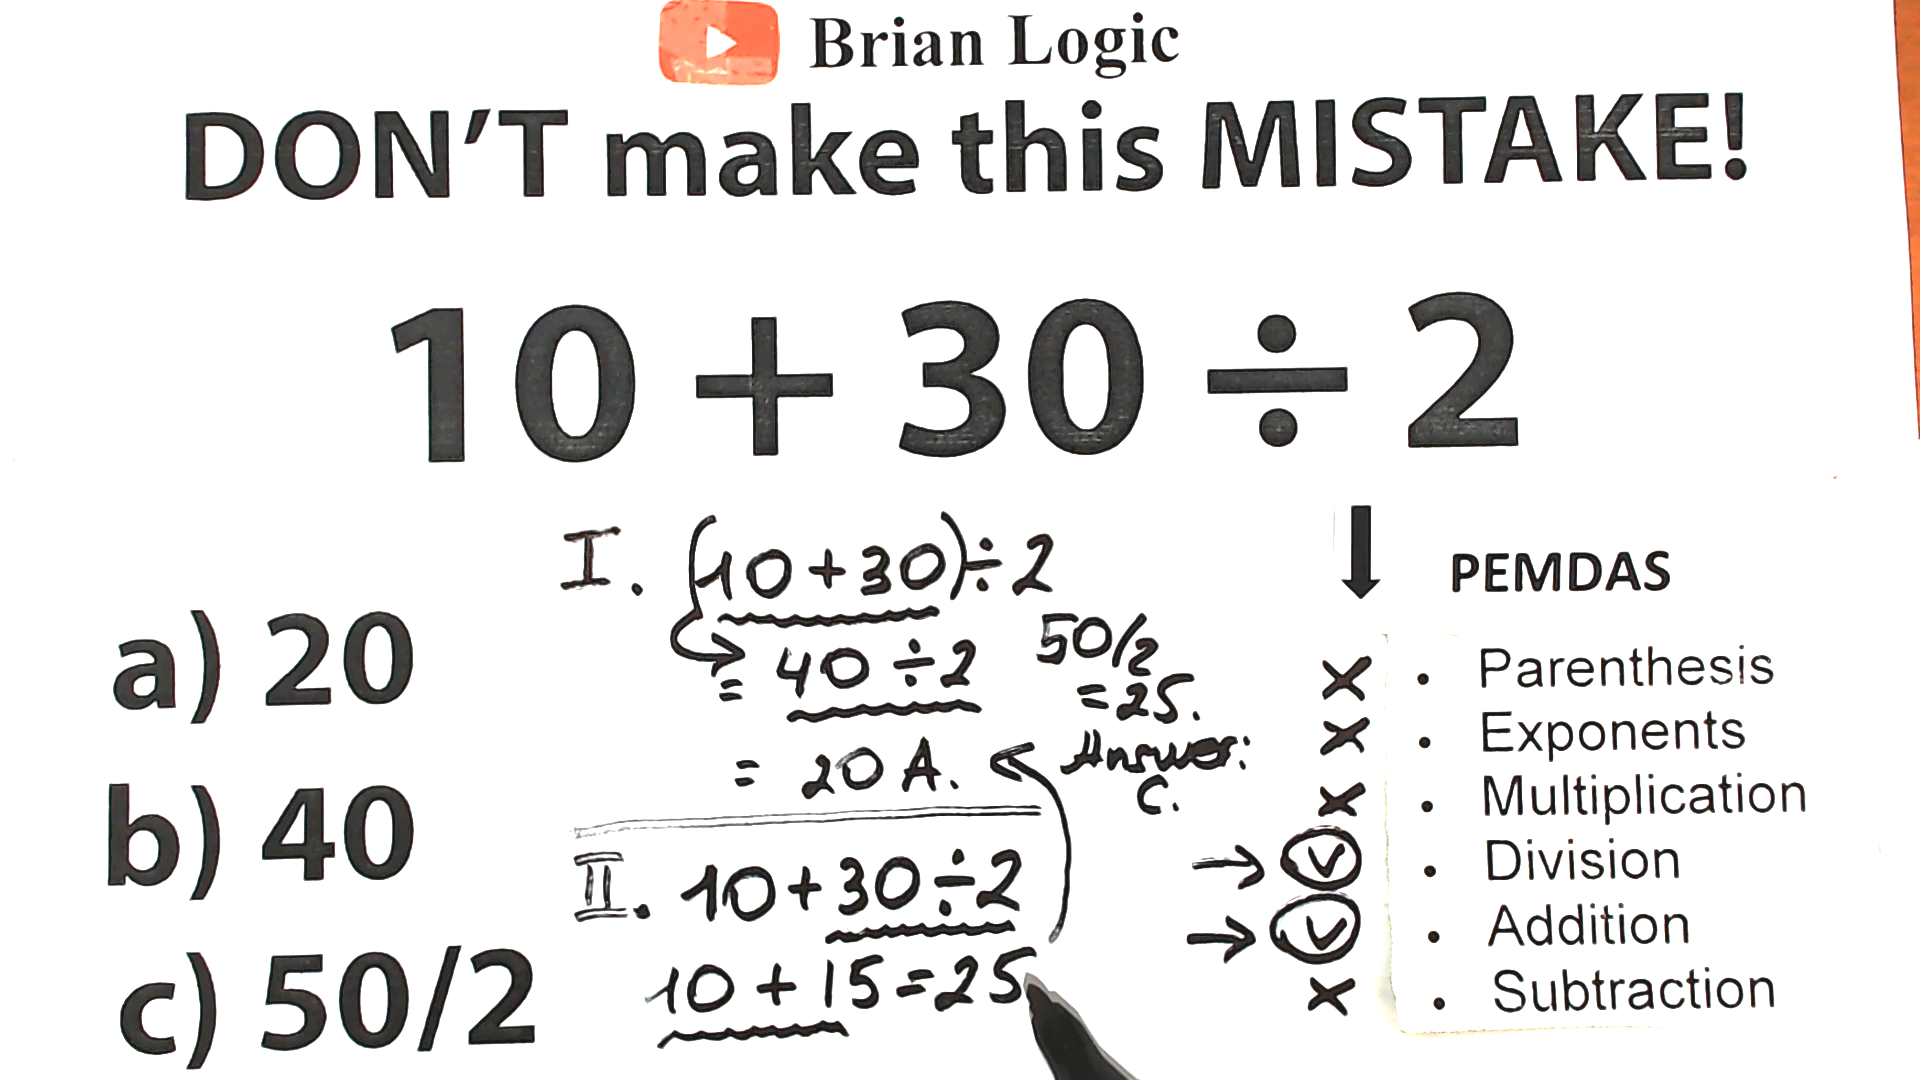 Brian Logic
DON'T make this MISTAKE!
10 + 30 ÷ 2
a) 20
b) 40
c) 50/2
I. (10+30)÷2
= 40÷2
= 20 A.
50/2
=25.
Answer:
C.
II. 10+30÷2
10+15=25
PEMDAS
x • Parenthesis
x • Exponents
x • Multiplication
→ v • Division
→ v • Addition
x • Subtraction